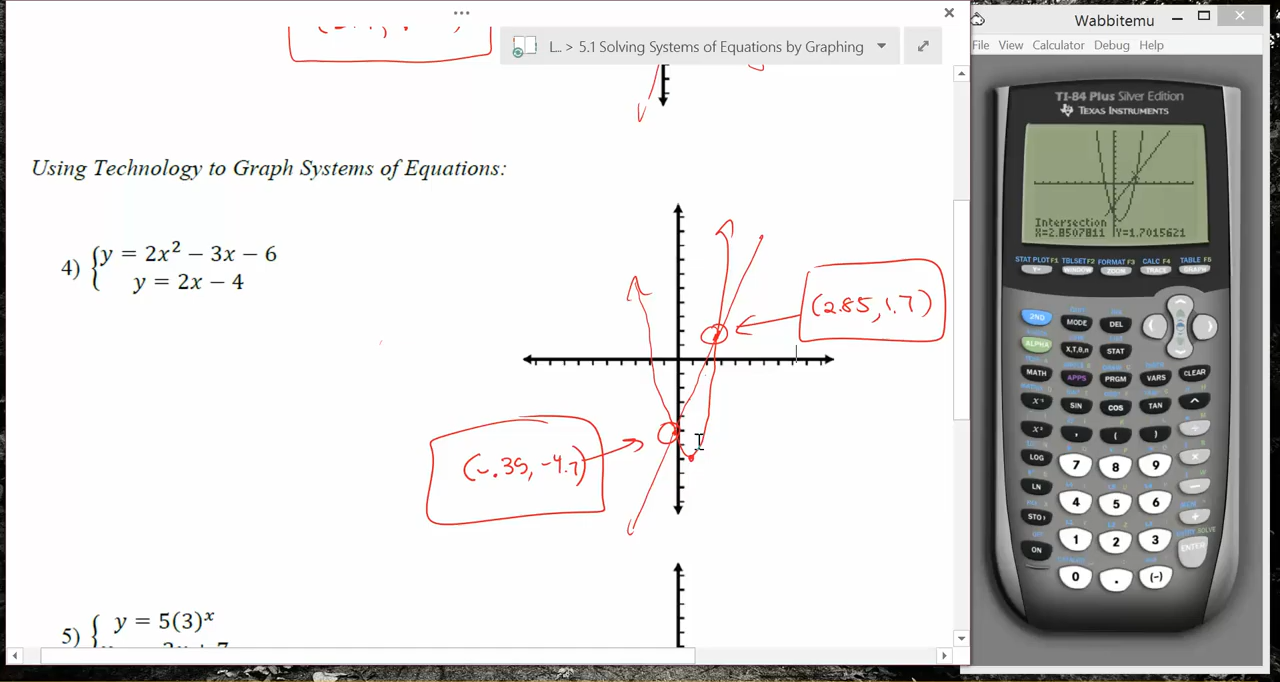 Wabbitemu
L... > 5.1 Solving Systems of Equations by Graphing
File View Calculator Debug Help
TI-84 Plus Silver Edition
TEXAS INSTRUMENTS
Using Technology to Graph Systems of Equations:
Intersection
X=2.8507811 Y=1.7015621
4) { y = 2x² − 3x − 6
y = 2x − 4
(2.85, 1.7)
(-.35, -4.7)
5) { y = 5(3)ˣ
STAT PLOT F1 TBLSET F2 FORMAT F3 CALC F4 TABLE F5
Y= WINDOW ZOOM TRACE GRAPH
2ND MODE DEL
ALPHA X,T,θ,n STAT
MATH APPS PRGM VARS CLEAR
x⁻¹ SIN COS TAN ^
x² , ( ) ÷
LOG 7 8 9 ×
LN 4 5 6 −
STO› 1 2 3 +
ON 0 . (-) ENTER